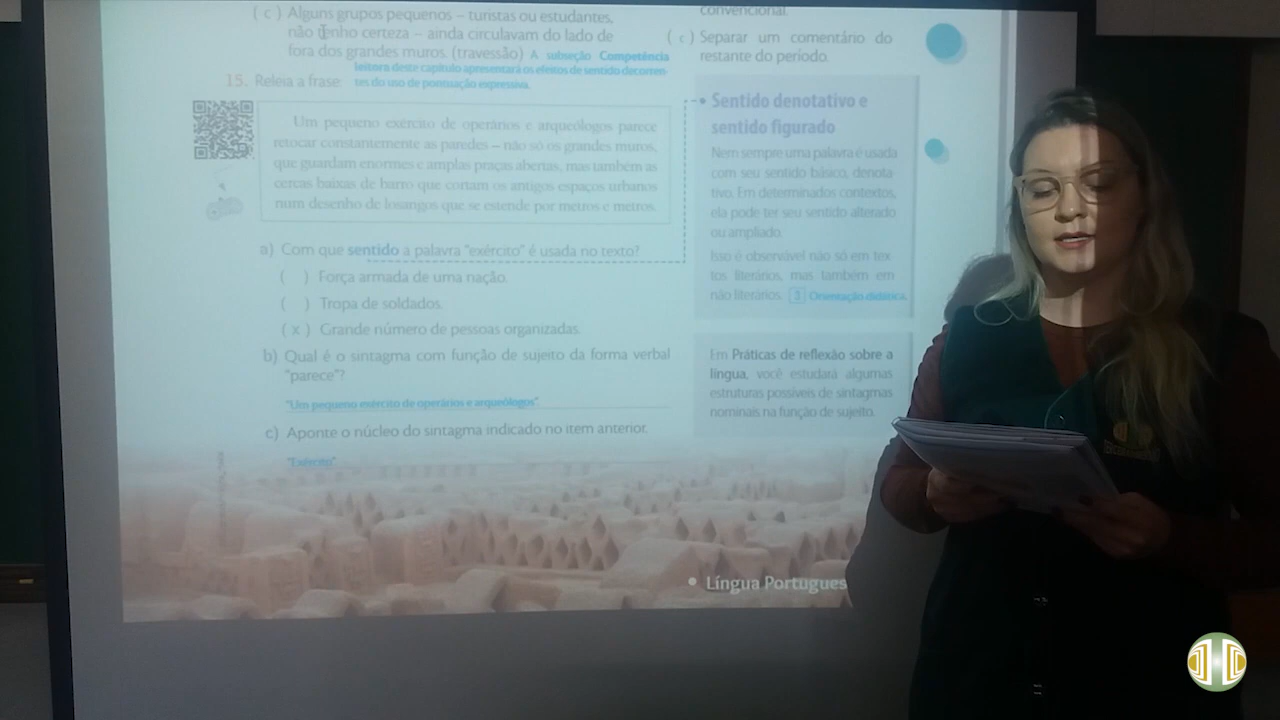 ( c ) Alguns grupos pequenos – turistas ou estudantes,
não tenho certeza – ainda circulavam do lado de
fora dos grandes muros. (travessão) A subseção Competência
leitora deste capítulo apresentará os efeitos de sentido decorren-
tes do uso de pontuação expressiva.
convencional.
( c ) Separar um comentário do
restante do período.
15. Releia a frase:
Um pequeno exército de operários e arqueólogos parece
retocar constantemente as paredes – não só os grandes muros,
que guardam enormes e amplas praças abertas, mas também as
cercas baixas de barro que cortam os antigos espaços urbanos
num desenho de losangos que se estende por metros e metros.
a) Com que sentido a palavra "exército" é usada no texto?
( ) Força armada de uma nação.
( ) Tropa de soldados.
( x ) Grande número de pessoas organizadas.
b) Qual é o sintagma com função de sujeito da forma verbal
"parece"?
"Um pequeno exército de operários e arqueólogos"
c) Aponte o núcleo do sintagma indicado no item anterior.
"Exército"
Sentido denotativo e
sentido figurado
Nem sempre uma palavra é usada
com seu sentido básico, denota-
tivo. Em determinados contextos,
ela pode ter seu sentido alterado
ou ampliado.
Isso é observável não só em tex-
tos literários, mas também em
não literários. 3 Orientação didática.
Em Práticas de reflexão sobre a
língua, você estudará algumas
estruturas possíveis de sintagmas
nominais na função de sujeito.
• Língua Portugues